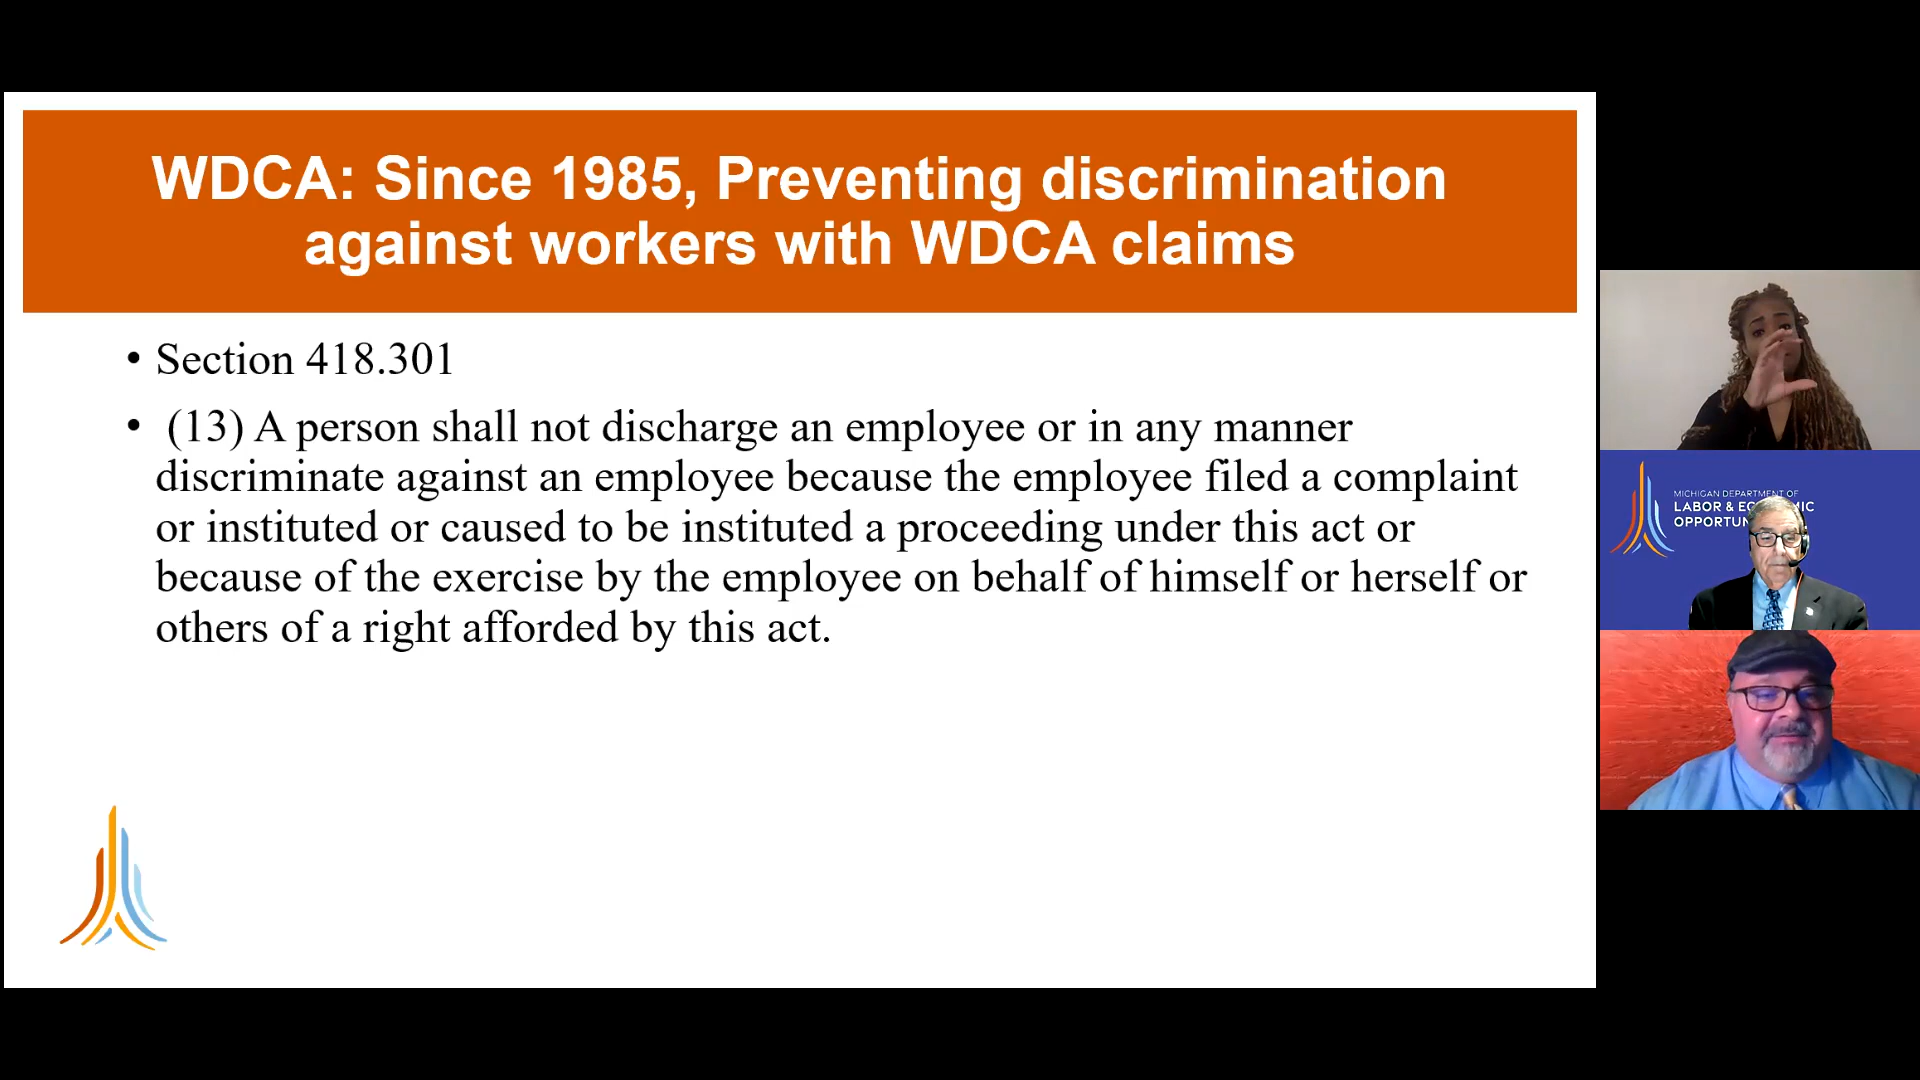 WDCA: Since 1985, Preventing discrimination
against workers with WDCA claims
• Section 418.301
• (13) A person shall not discharge an employee or in any manner
discriminate against an employee because the employee filed a complaint
or instituted or caused to be instituted a proceeding under this act or
because of the exercise by the employee on behalf of himself or herself or
others of a right afforded by this act.
MICHIGAN DEPARTMENT OF
LABOR &